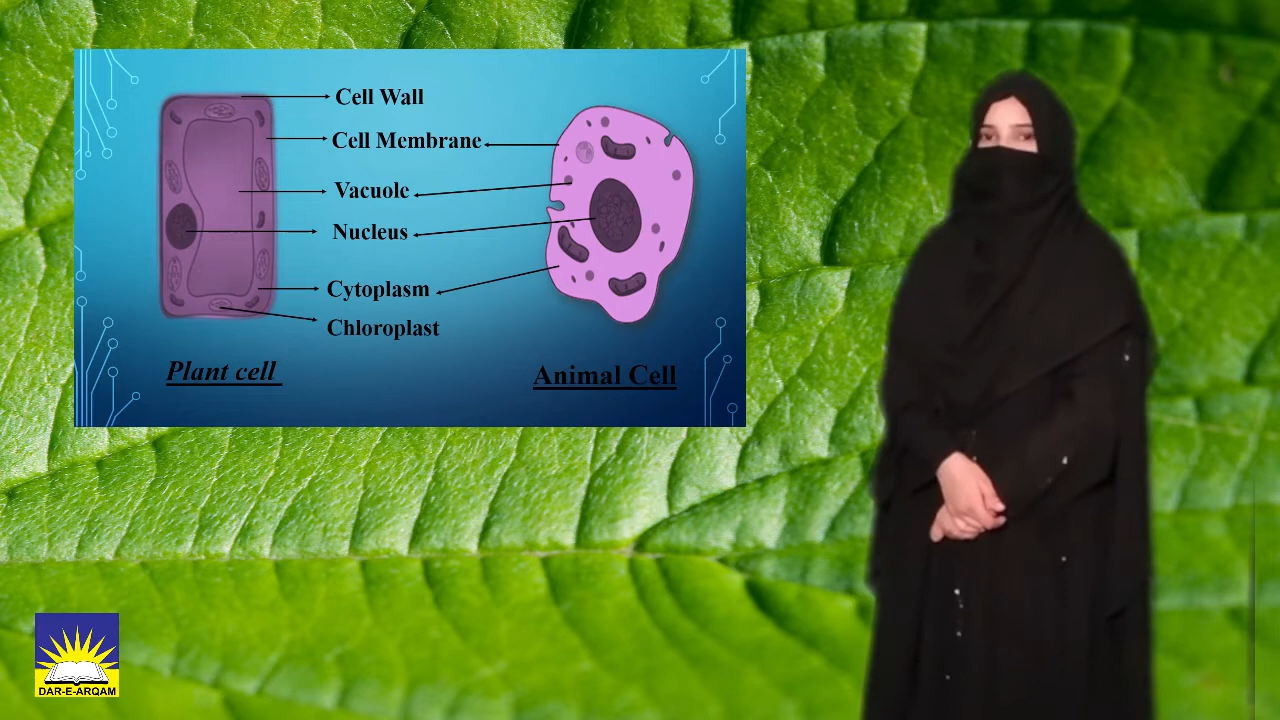 Cell Wall
Cell Membrane
Vacuole
Nucleus
Cytoplasm
Chloroplast
Plant cell
Animal Cell
DAR-E-ARQAM